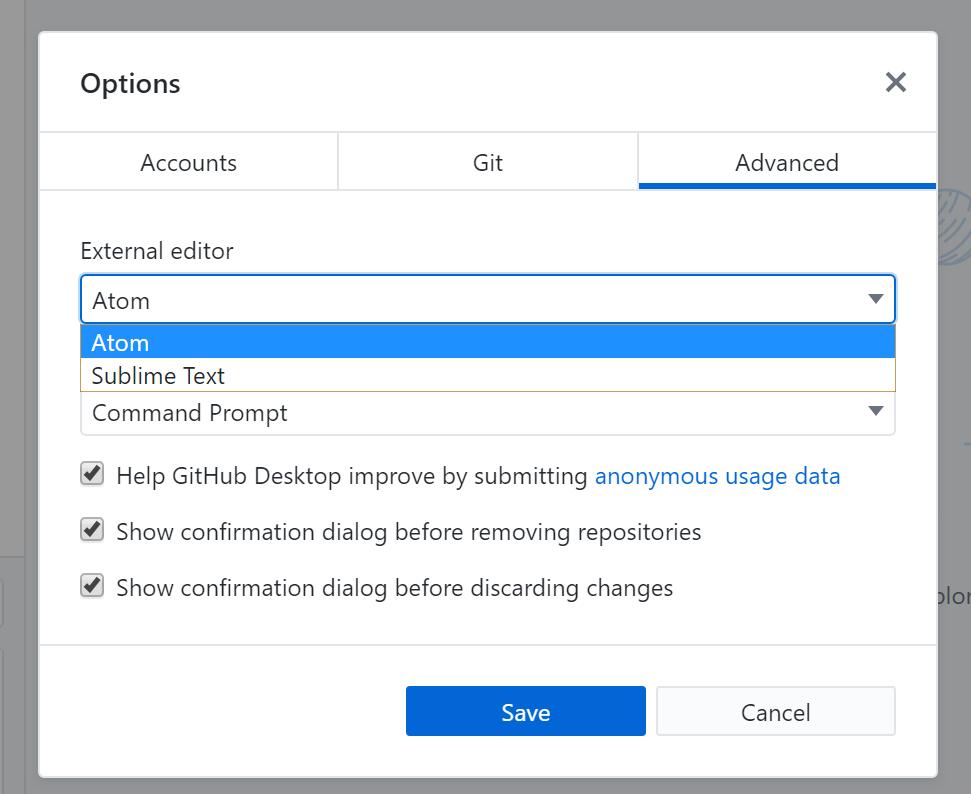 Options
Accounts
Git
Advanced
External editor
Atom
Atom
Sublime Text
Command Prompt
Help GitHub Desktop improve by submitting anonymous usage data
Show confirmation dialog before removing repositories
Show confirmation dialog before discarding changes
Save
Cancel